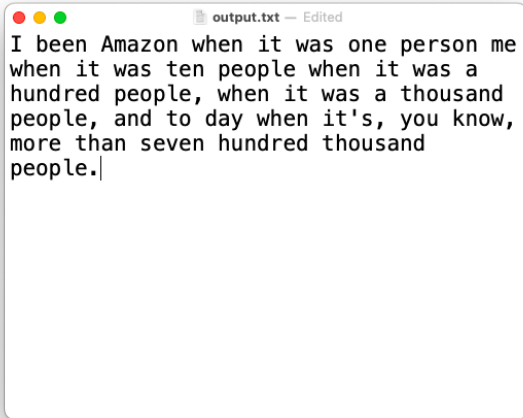 output.txt — Edited
I been Amazon when it was one person me
when it was ten people when it was a
hundred people, when it was a thousand
people, and to day when it's, you know,
more than seven hundred thousand
people.